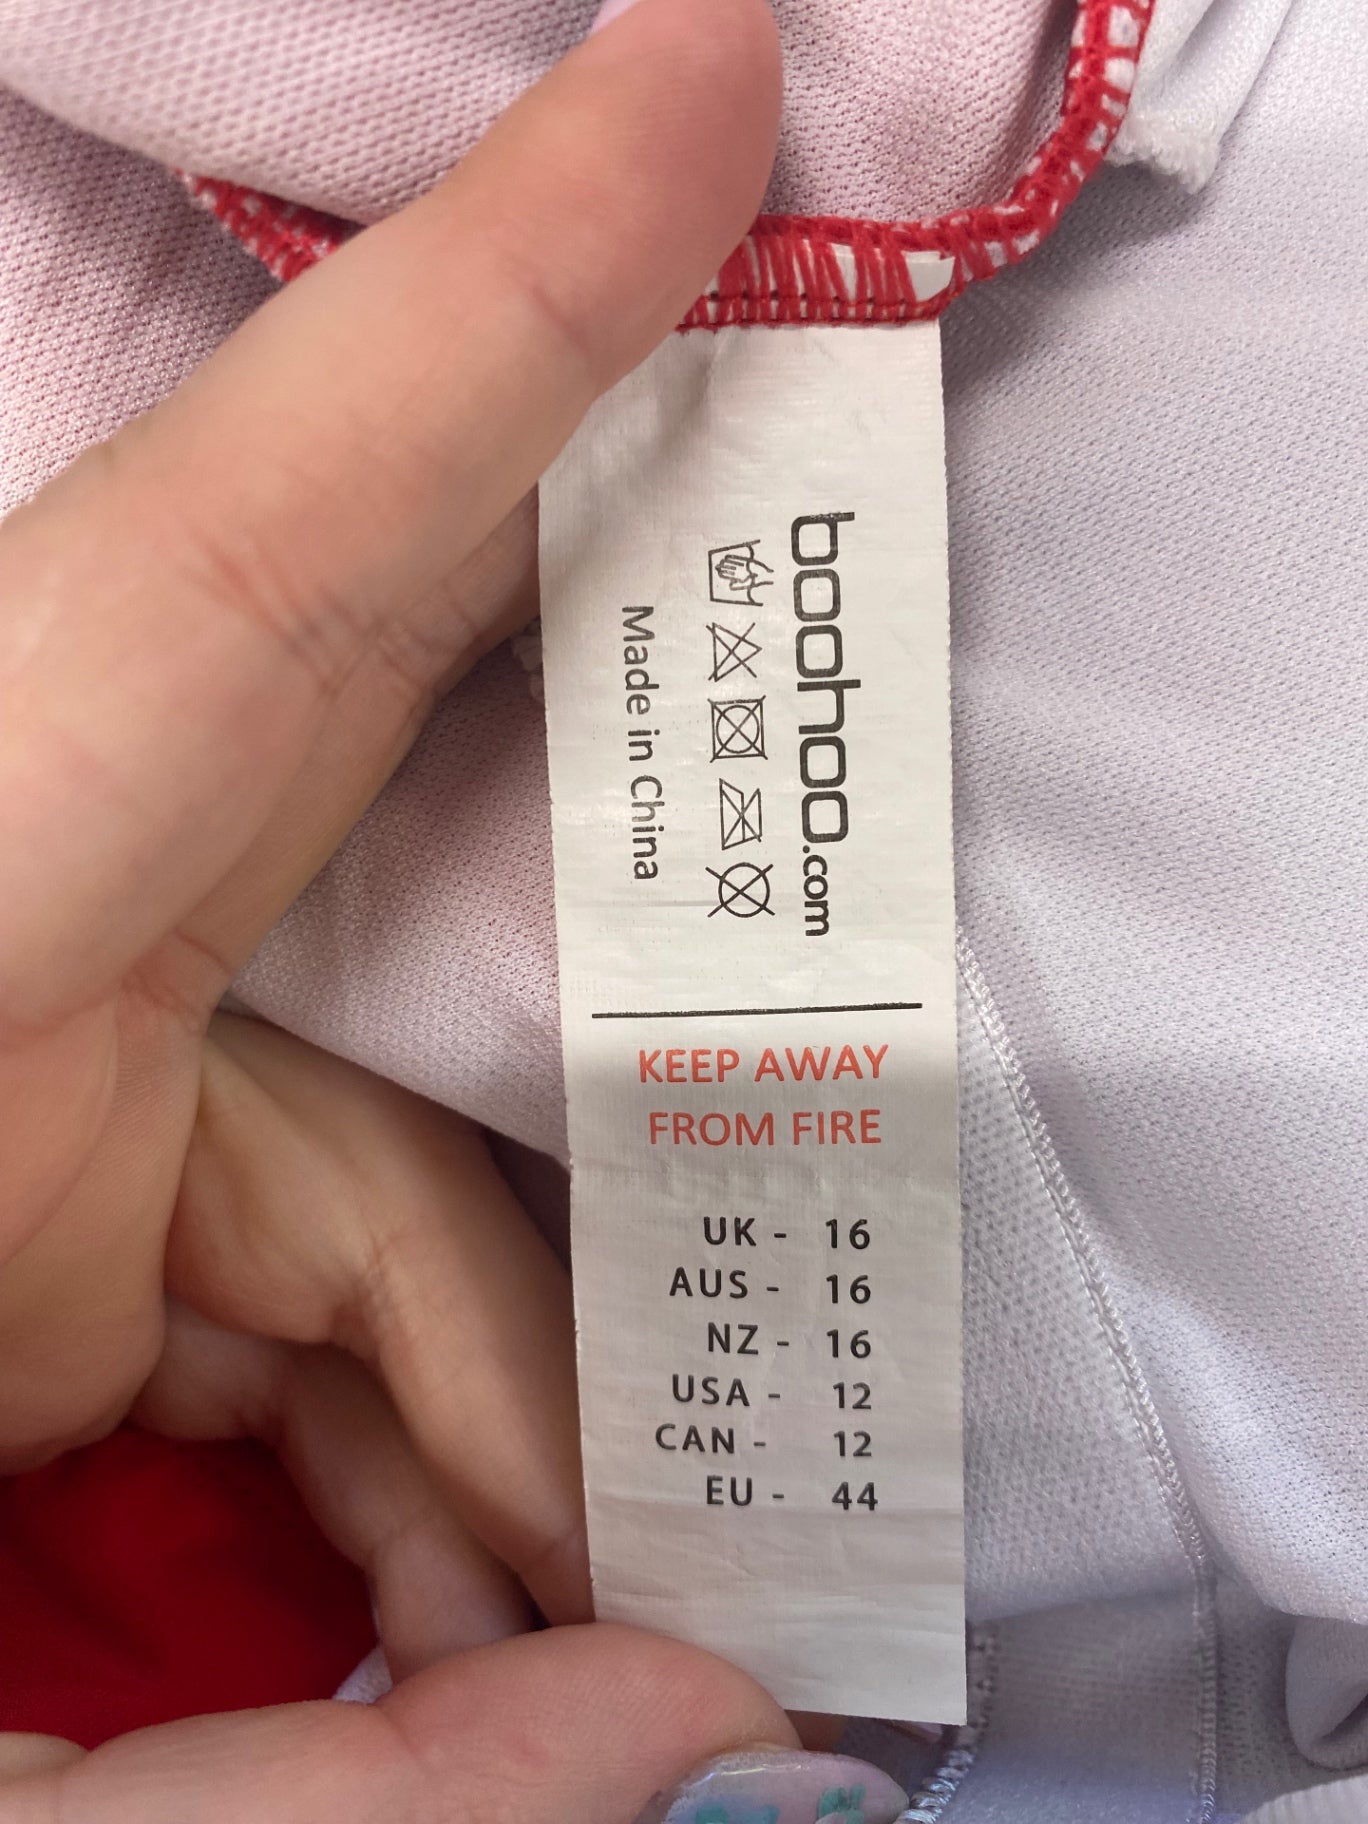 boohoo.com
Made in China
KEEP AWAY
FROM FIRE
UK - 16
AUS - 16
NZ - 16
USA - 12
CAN - 12
EU - 44